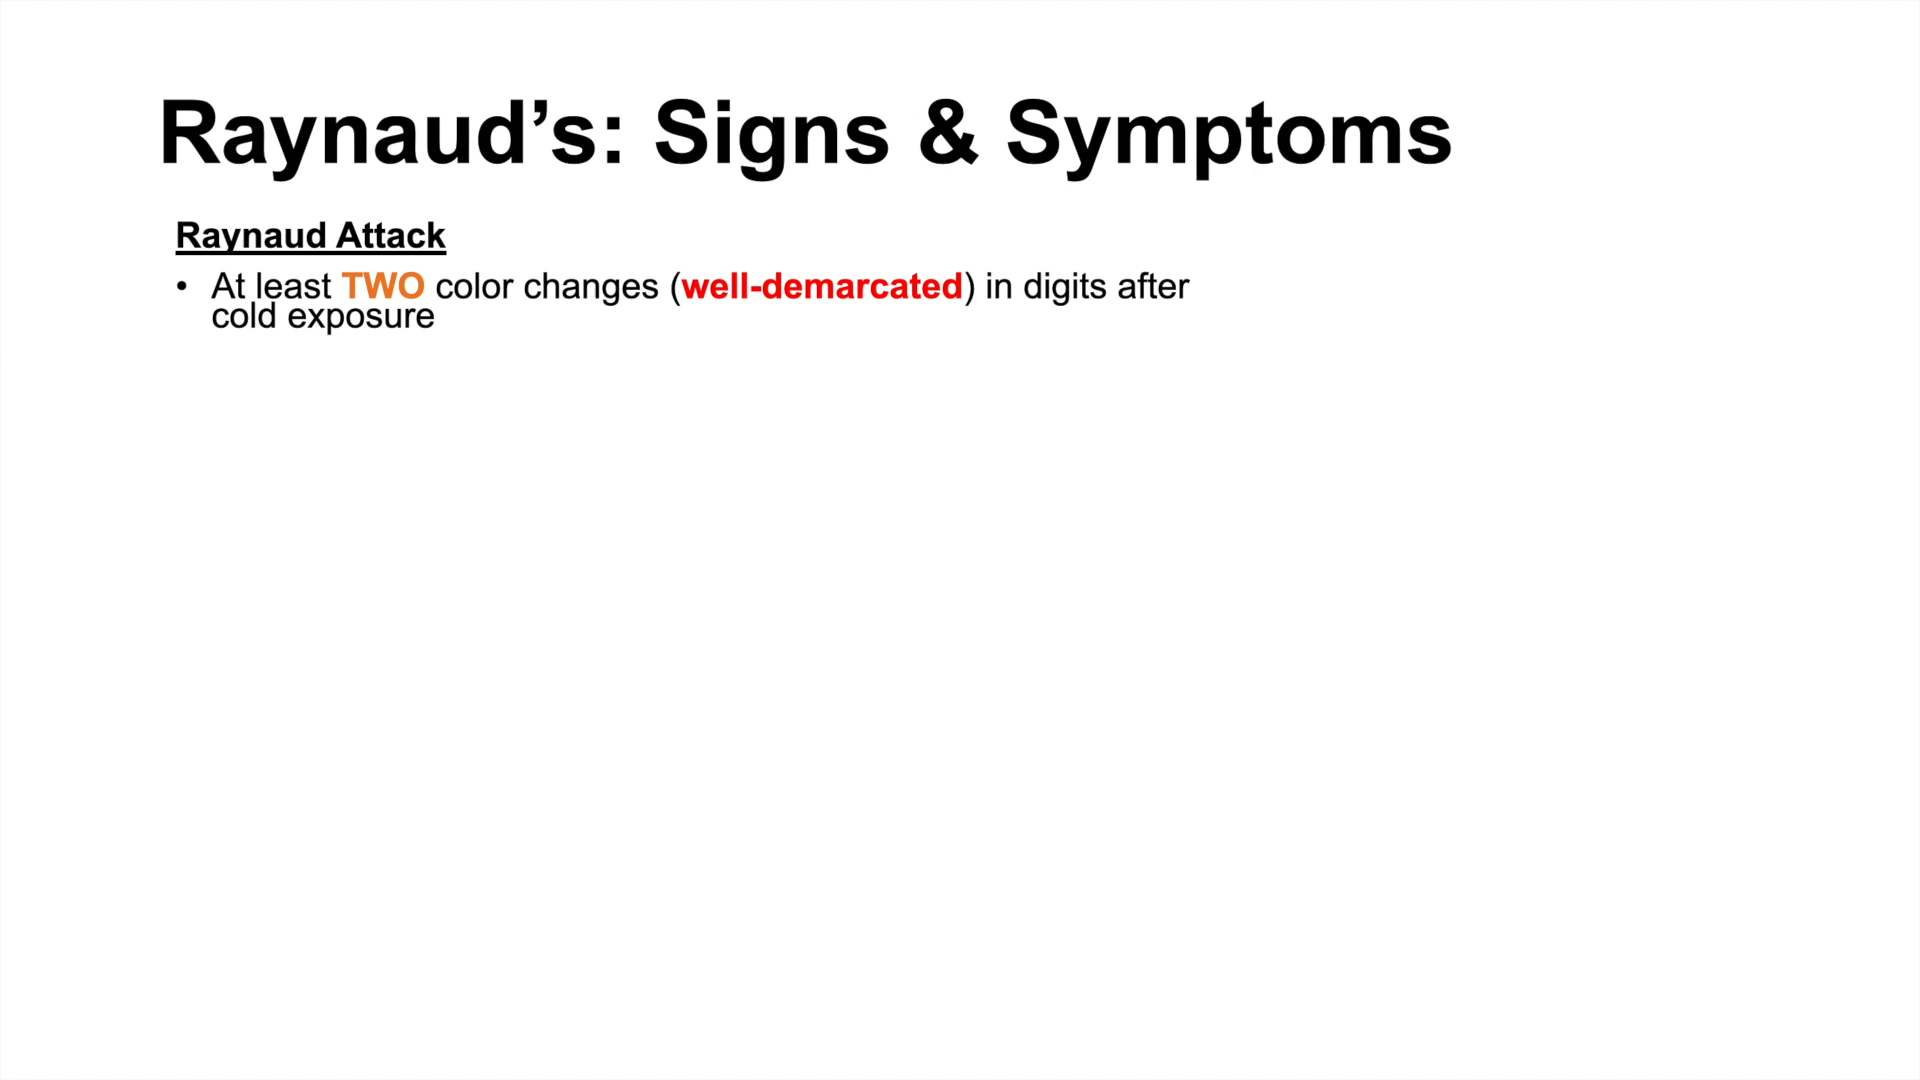 Raynaud’s: Signs & Symptoms
Raynaud Attack
• At least TWO color changes (well-demarcated) in digits after
cold exposure